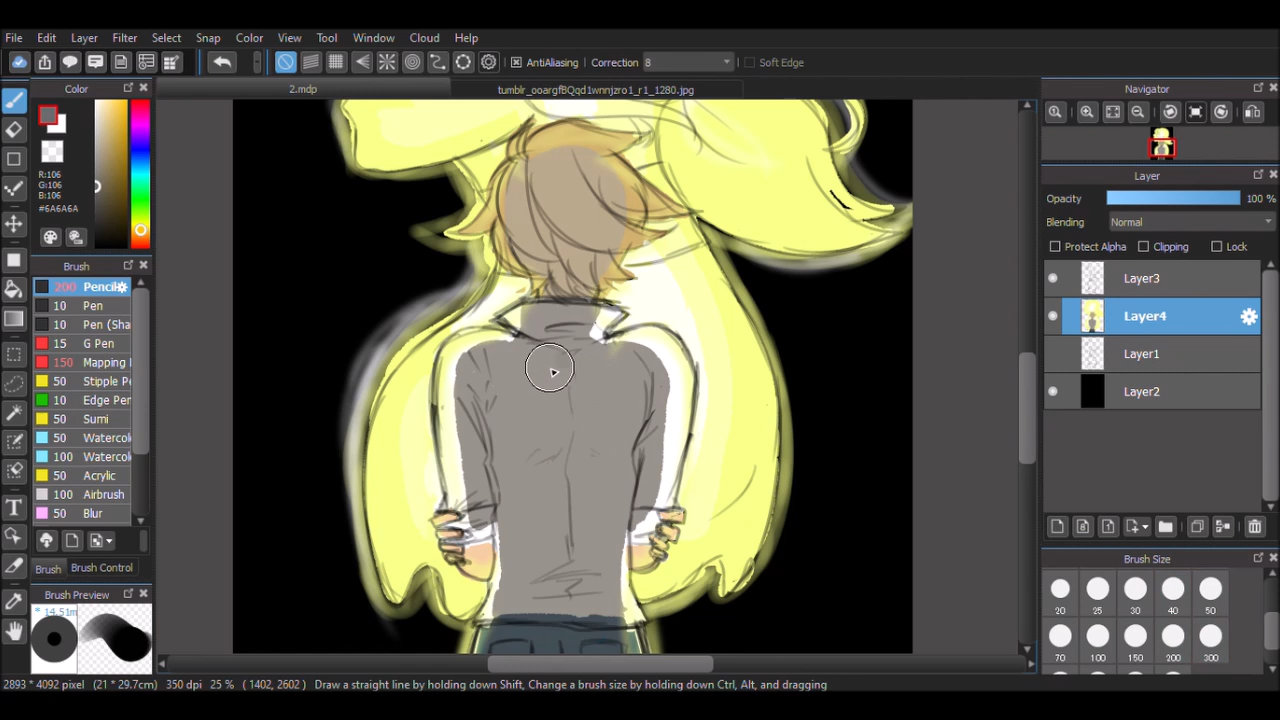 File Edit Layer Filter Select Snap Color View Tool Window Cloud Help
AntiAliasing Correction 8 Soft Edge
Color
2.mdp
tumblr_ooargfBQqd1wnnjzro1_r1_1280.jpg
Navigator
R:106
G:106
B:106
#6A6A6A
Layer
Opacity 100 %
Blending Normal
Protect Alpha Clipping Lock
Brush
200 Pencil
10 Pen
10 Pen (Sha
15 G Pen
150 Mapping
50 Stipple Pe
10 Edge Pen
50 Sumi
50 Watercol
100 Watercol
50 Acrylic
100 Airbrush
50 Blur
Layer3
Layer4
Layer1
Layer2
Brush Brush Control
Brush Preview
* 14.51m
Brush Size
20 25 30 40 50
70 100 150 200 300
2893 * 4092 pixel (21 * 29.7cm) 350 dpi 25 % ( 1402, 2602 ) Draw a straight line by holding down Shift, Change a brush size by holding down Ctrl, Alt, and dragging